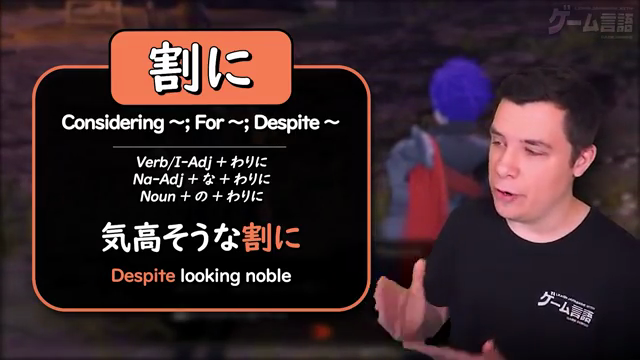 割に
Considering ~; For ~; Despite ~
Verb/I-Adj + わりに
Na-Adj + な + わりに
Noun + の + わりに
気高そうな割に
Despite looking noble
ゲーム言語
ゲーム言語